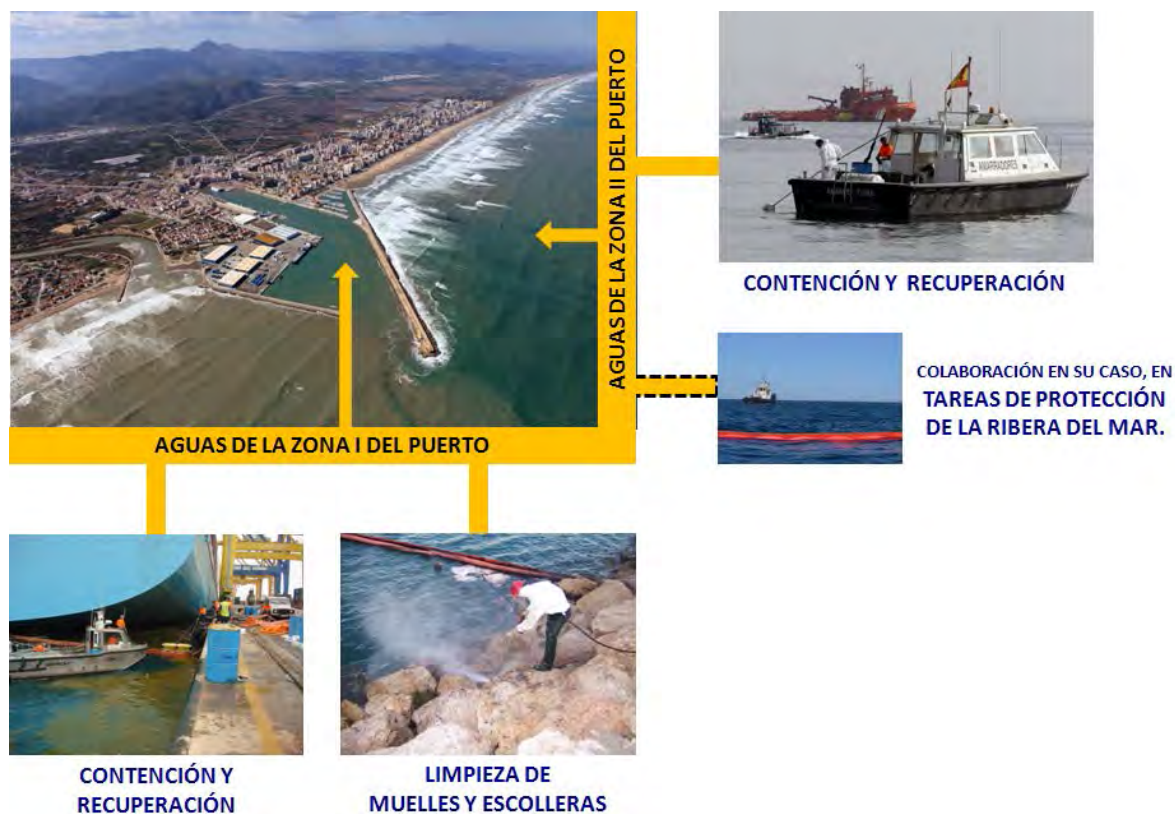 AGUAS DE LA ZONA II DEL PUERTO
AMARRADORES
CONTENCIÓN Y RECUPERACIÓN
COLABORACIÓN EN SU CASO, EN
TAREAS DE PROTECCIÓN
DE LA RIBERA DEL MAR.
AGUAS DE LA ZONA I DEL PUERTO
CONTENCIÓN Y
RECUPERACIÓN
LIMPIEZA DE
MUELLES Y ESCOLLERAS